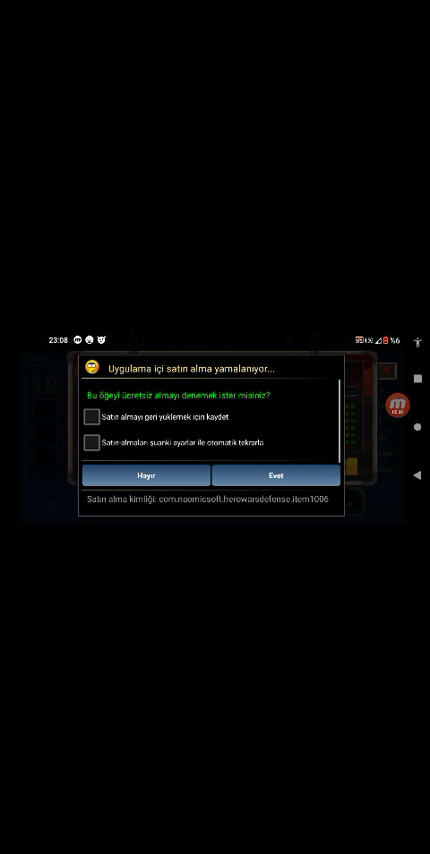 23:08
%6
Uygulama içi satın alma yamalanıyor...
Bu öğeyi ücretsiz almayı denemek ister misiniz?
Satın almayı geri yüklemek için kaydet
Satın-almaları şuanki ayarlar ile otomatik tekrarla
Hayır
Evet
Satın alma kimliği: com.naomicsoft.herowarsdefense.item1006